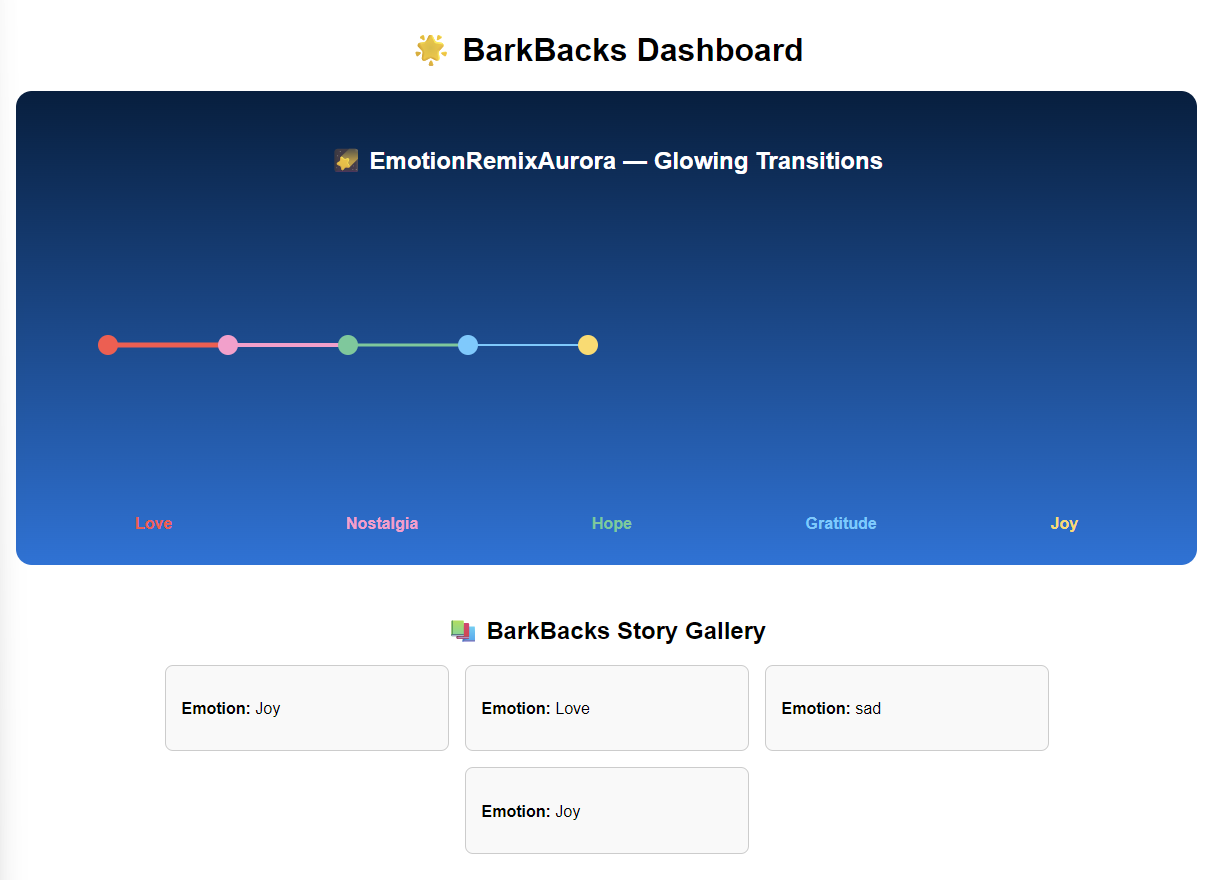 BarkBacks Dashboard
EmotionRemixAurora — Glowing Transitions
Love Nostalgia Hope Gratitude Joy
BarkBacks Story Gallery
Emotion: Joy Emotion: Love Emotion: sad
Emotion: Joy